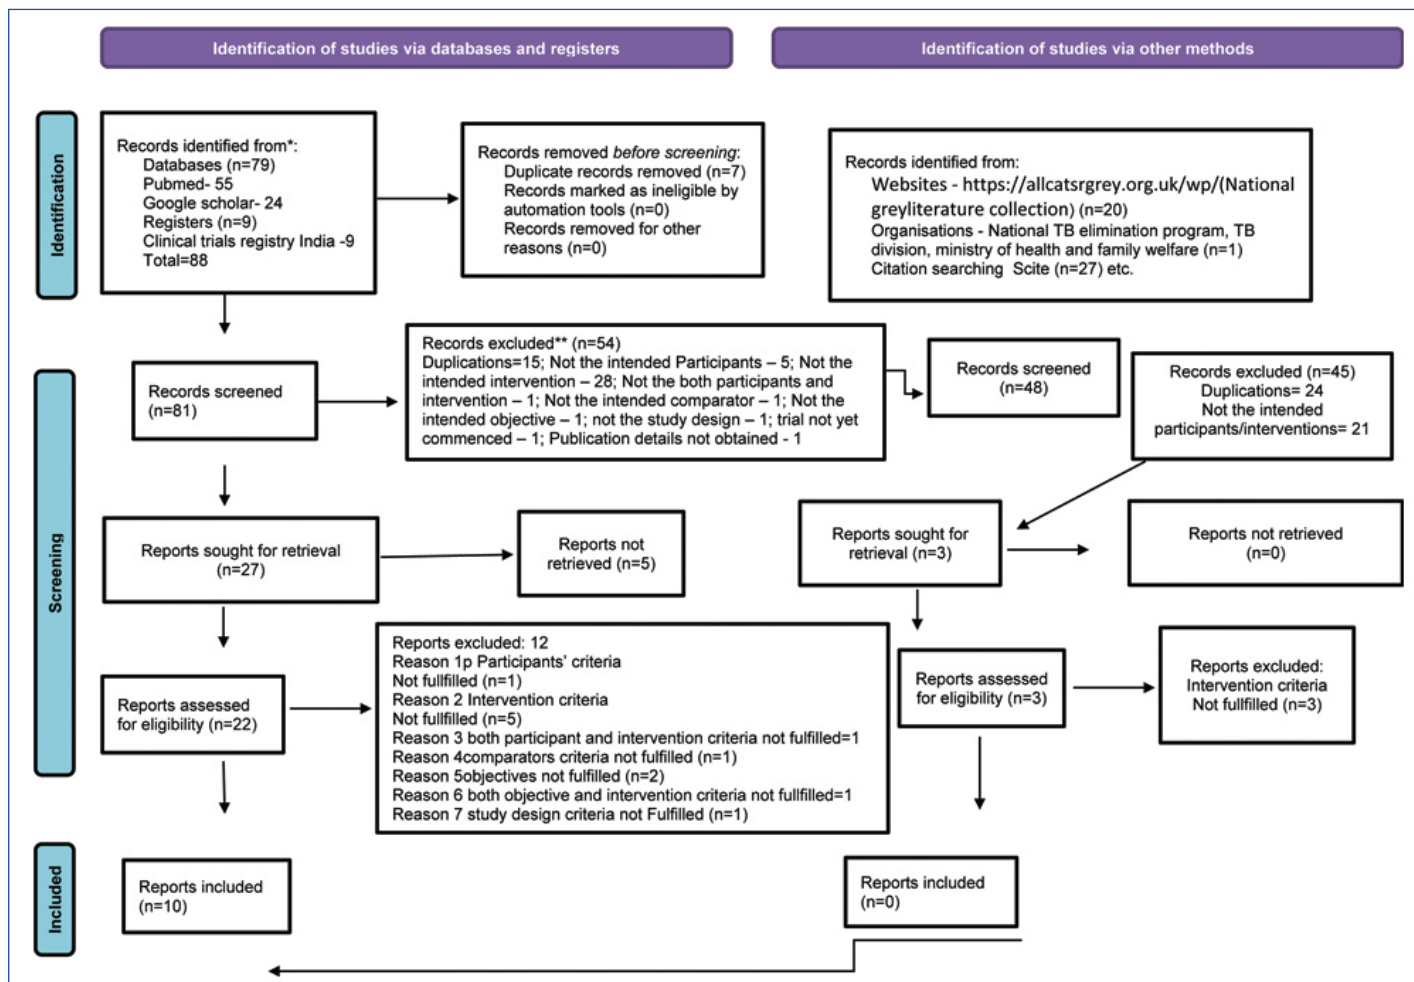 Identification of studies via databases and registers
Identification of studies via other methods
Identification
Records identified from*:
Databases (n=79)
Pubmed- 55
Google scholar- 24
Registers (n=9)
Clinical trials registry India -9
Total=88
Records removed before screening:
Duplicate records removed (n=7)
Records marked as ineligible by
automation tools (n=0)
Records removed for other
reasons (n=0)
Records identified from:
Websites - https://allcatsrgrey.org.uk/wp/(National
greyliterature collection) (n=20)
Organisations - National TB elimination program, TB
division, ministry of health and family welfare (n=1)
Citation searching  Scite (n=27) etc.
Screening
Records screened
(n=81)
Records excluded** (n=54)
Duplications=15; Not the intended Participants – 5; Not
the intended intervention – 28; Not the both participants and
intervention – 1; Not the intended comparator – 1; Not the
intended objective – 1; not the study design – 1; trial not yet
commenced – 1; Publication details not obtained - 1
Records screened
(n=48)
Records excluded (n=45)
Duplications= 24
Not the intended
participants/interventions= 21
Reports sought for retrieval
(n=27)
Reports not
retrieved (n=5)
Reports sought for
retrieval (n=3)
Reports not retrieved
(n=0)
Reports assessed
for eligibility (n=22)
Reports excluded: 12
Reason 1p Participants' criteria
Not fullfilled (n=1)
Reason 2 Intervention criteria
Not fullfilled (n=5)
Reason 3 both participant and intervention criteria not fulfilled=1
Reason 4comparators criteria not fulfilled (n=1)
Reason 5objectives not fulfilled (n=2)
Reason 6 both objective and intervention criteria not fullfilled=1
Reason 7 study design criteria not Fulfilled (n=1)
Reports assessed
for eligibility (n=3)
Reports excluded:
Intervention criteria
Not fullfilled (n=3)
Included
Reports included
(n=10)
Reports included
(n=0)